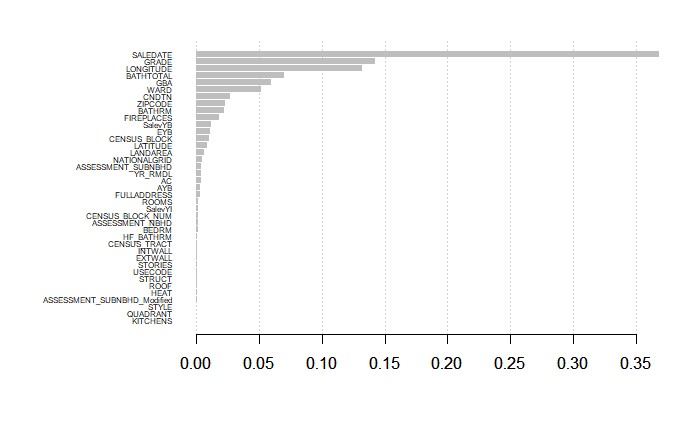 SALEDATE
GRADE
LONGITUDE
BATHTOTAL
GBA
WARD
CNDTN
ZIPCODE
BATHRM
FIREPLACES
SalevYB
EYB
CENSUS_BLOCK
LATITUDE
LANDAREA
NATIONALGRID
ASSESSMENT_SUBNBHD
YR_RMDL
AC
AYB
FULLADDRESS
ROOMS
SalevYI
CENSUS_BLOCK_NUM
ASSESSMENT_NBHD
BEDRM
HF_BATHRM
CENSUS_TRACT
INTWALL
EXTWALL
STORIES
USECODE
STRUCT
ROOF
HEAT
ASSESSMENT_SUBNBHD_Modified
STYLE
QUADRANT
KITCHENS
0.00 0.05 0.10 0.15 0.20 0.25 0.30 0.35